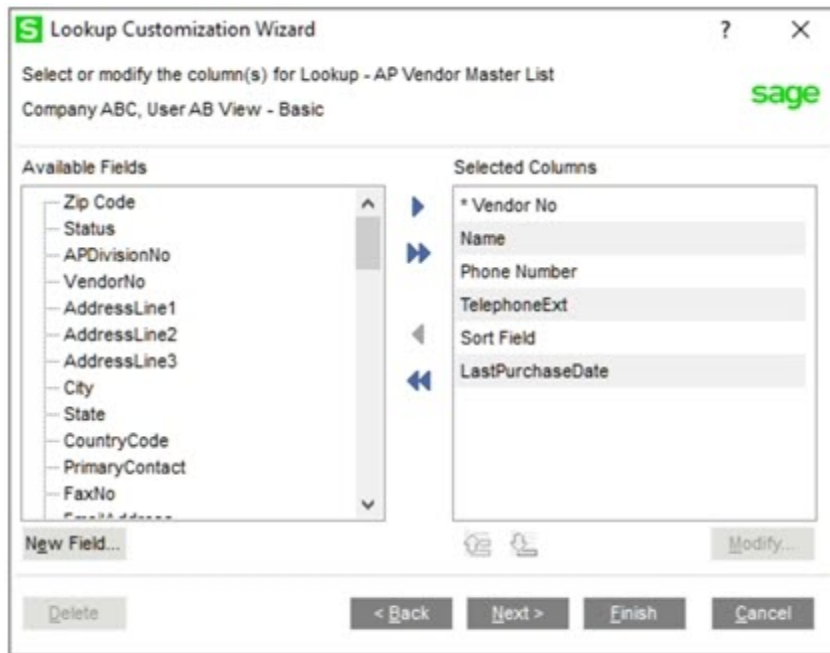 S Lookup Customization Wizard ? ✕
Select or modify the column(s) for Lookup - AP Vendor Master List
sage
Company ABC, User AB View - Basic
Available Fields
Zip Code
Status
APDivisionNo
VendorNo
AddressLine1
AddressLine2
AddressLine3
City
State
CountryCode
PrimaryContact
FaxNo
New Field...
Selected Columns
* Vendor No
Name
Phone Number
TelephoneExt
Sort Field
LastPurchaseDate
Modify...
Delete
< Back
Next >
Finish
Cancel